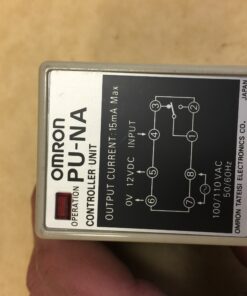 OMRON
PU-NA
OPERATION
CONTROLLER UNIT
OUTPUT CURRENT: 15mA Max
0V 12VDC INPUT
3 2
4 1
5 8
6 7
100/110VAC
50/60Hz
OMRON TATEISI ELECTRONICS CO.
JAPAN